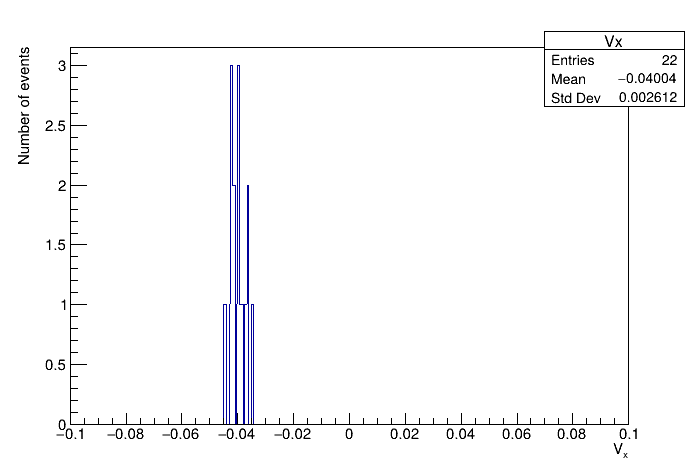 Vx
Entries 22
Mean −0.04004
Std Dev 0.002612
Number of events
3
2.5
2
1.5
1
0.5
0
−0.1 −0.08 −0.06 −0.04 −0.02 0 0.02 0.04 0.06 0.08 0.1
Vx